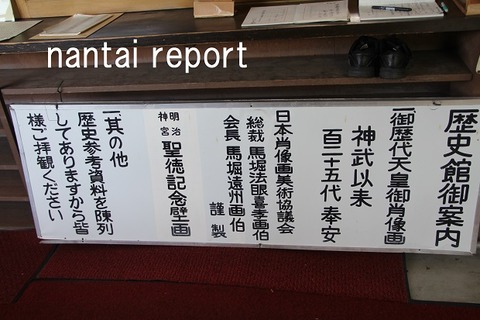 nantai report
歴史館御案内
一御歴代天皇御肖像画
神武以来
百二十五代奉安
日本肖像画美術協議会
総裁 馬堀法眼喜孝画伯
会員 馬堀遠州画伯
謹製
明治神宮 聖徳記念壁画
一其の他
歴史参考資料を陳列
してありますから皆
様ご拝観ください